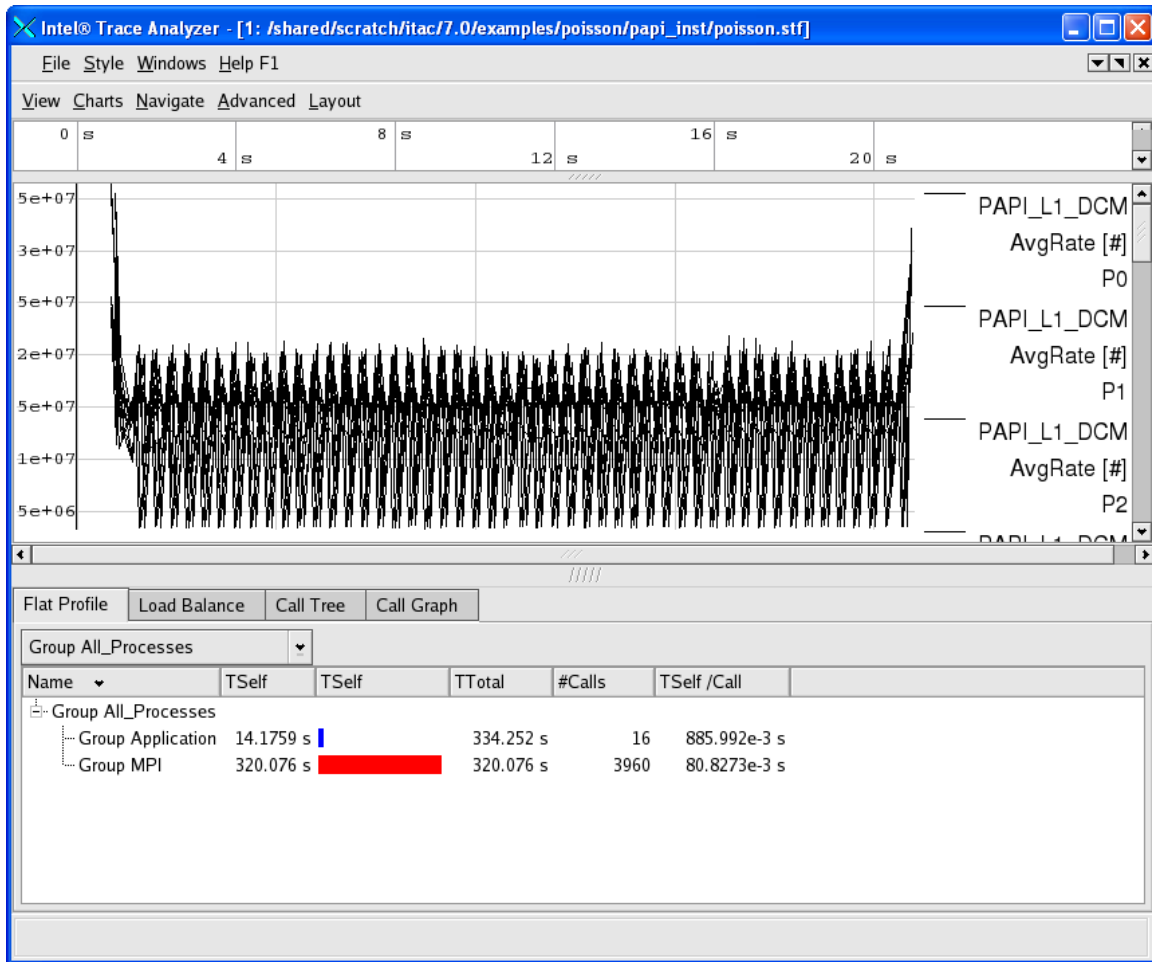 Intel® Trace Analyzer - [1: /shared/scratch/itac/7.0/examples/poisson/papi_inst/poisson.stf]
File Style Windows Help F1
View Charts Navigate Advanced Layout
0 s 8 s 16 s
4 s 12 s 20 s
5e+07
3e+07
5e+07
2e+07
5e+07
1e+07
5e+06
PAPI_L1_DCM
AvgRate [#]
P0
PAPI_L1_DCM
AvgRate [#]
P1
PAPI_L1_DCM
AvgRate [#]
P2
PAPI_L1_DCM
Flat Profile Load Balance Call Tree Call Graph
Group All_Processes
Name TSelf TSelf TTotal #Calls TSelf /Call
Group All_Processes
Group Application 14.1759 s 334.252 s 16 885.992e-3 s
Group MPI 320.076 s 320.076 s 3960 80.8273e-3 s